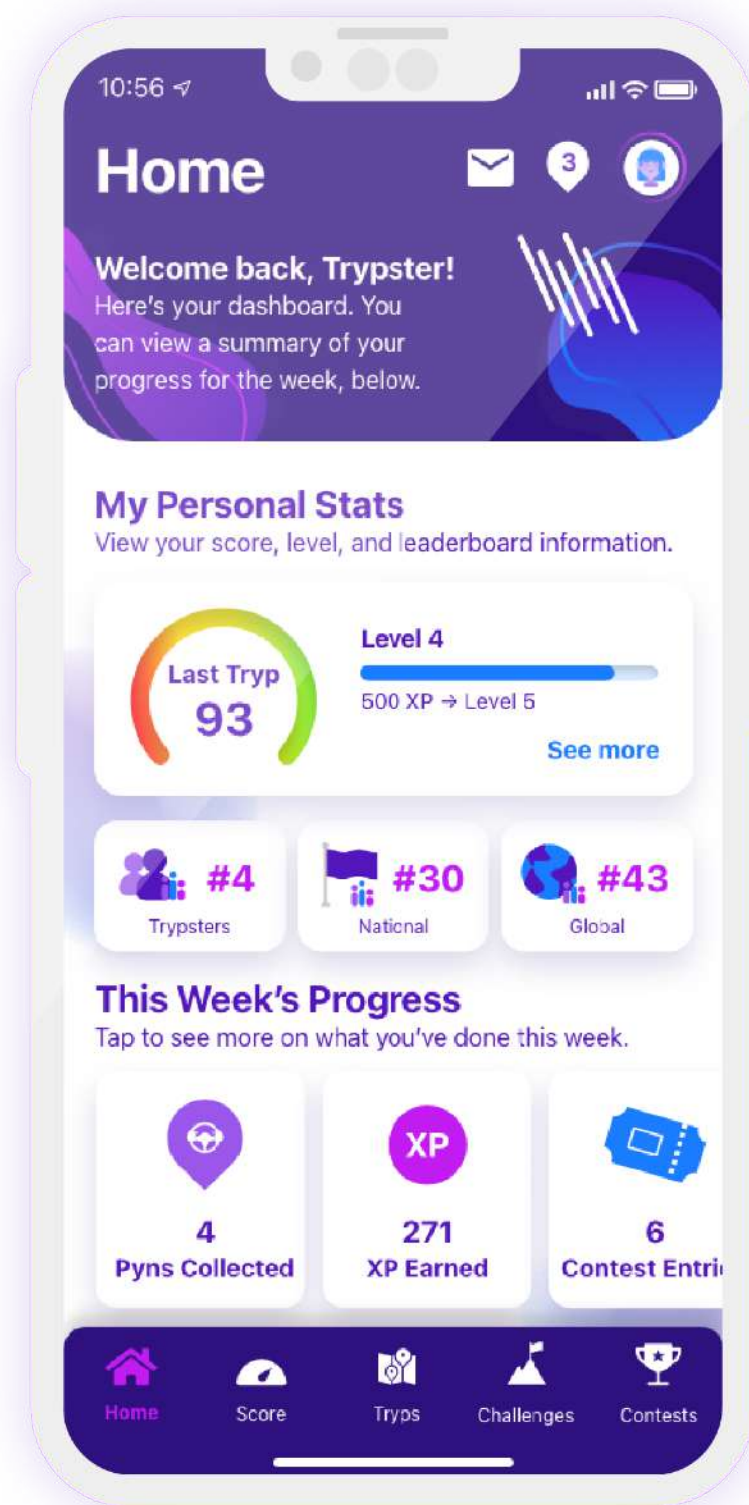 10:56
Home
3
Welcome back, Trypster!
Here's your dashboard. You
can view a summary of your
progress for the week, below.
My Personal Stats
View your score, level, and leaderboard information.
Last Tryp
93
Level 4
500 XP → Level 5
See more
#4
Trypsters
#30
National
#43
Global
This Week's Progress
Tap to see more on what you've done this week.
4
Pyns Collected
XP
271
XP Earned
6
Contest Entri
Home
Score
Tryps
Challenges
Contests